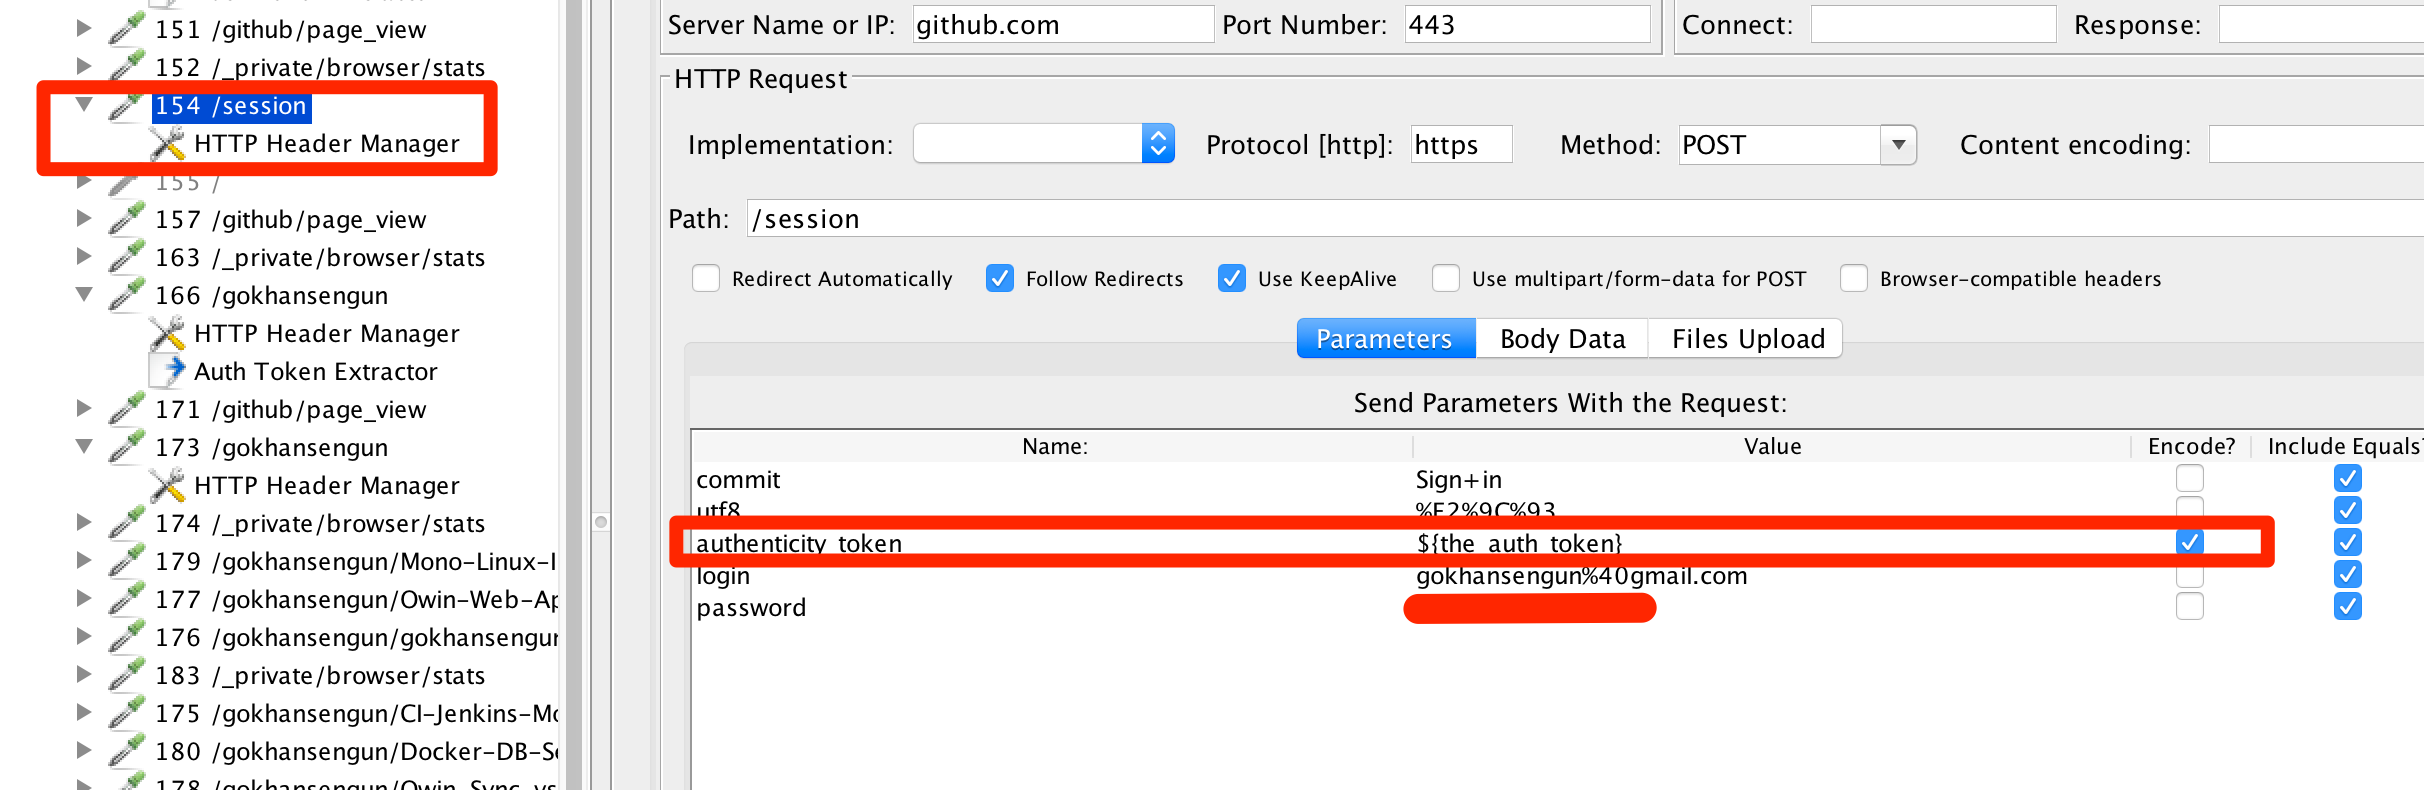 151 /github/page_view
152 /_private/browser/stats
154 /session
HTTP Header Manager
155 /
157 /github/page_view
163 /_private/browser/stats
166 /gokhansengun
HTTP Header Manager
Auth Token Extractor
171 /github/page_view
173 /gokhansengun
HTTP Header Manager
174 /_private/browser/stats
179 /gokhansengun/Mono-Linux-I
177 /gokhansengun/Owin-Web-Ap
176 /gokhansengun/gokhansengun
183 /_private/browser/stats
175 /gokhansengun/CI-Jenkins-Mo
180 /gokhansengun/Docker-DB-Se
178 /gokhansengun/Owin-Sync-vs
Server Name or IP: github.com Port Number: 443 Connect: Response:
HTTP Request
Implementation: Protocol [http]: https Method: POST Content encoding:
Path: /session
Redirect Automatically Follow Redirects Use KeepAlive Use multipart/form-data for POST Browser-compatible headers
Parameters Body Data Files Upload
Send Parameters With the Request:
Name: Value Encode? Include Equals?
commit Sign+in
utf8 %E2%9C%93
authenticity_token ${the_auth_token}
login gokhansengun%40gmail.com
password